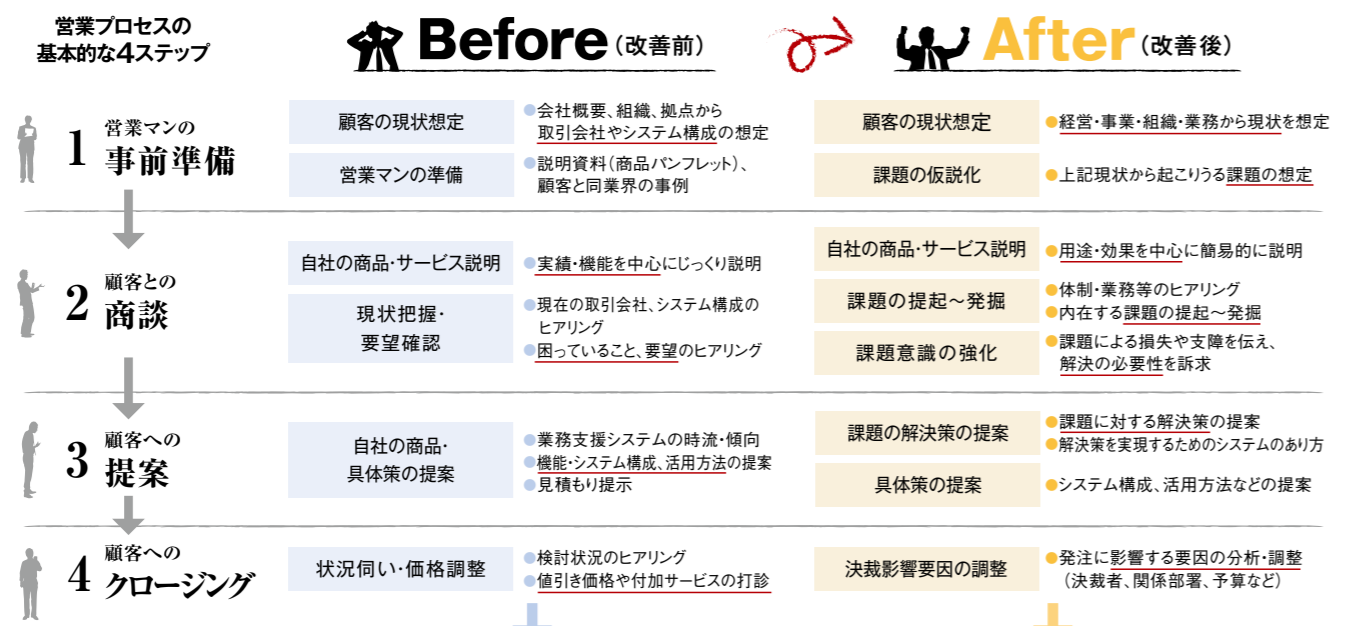 営業プロセスの
基本的な4ステップ
Before(改善前)
After(改善後)
1 営業マンの
事前準備
顧客の現状想定
●会社概要、組織、拠点から
取引会社やシステム構成の想定
営業マンの準備
●説明資料(商品パンフレット)、
顧客と同業界の事例
顧客の現状想定
●経営・事業・組織・業務から現状を想定
課題の仮説化
●上記現状から起こりうる課題の想定
2 顧客との
商談
自社の商品・サービス説明
●実績・機能を中心にじっくり説明
現状把握・
要望確認
●現在の取引会社、システム構成の
ヒアリング
●困っていること、要望のヒアリング
自社の商品・サービス説明
●用途・効果を中心に簡易的に説明
課題の提起〜発掘
●体制・業務等のヒアリング
●内在する課題の提起〜発掘
課題意識の強化
●課題による損失や支障を伝え、
解決の必要性を訴求
3 顧客への
提案
自社の商品・
具体策の提案
●業務支援システムの時流・傾向
●機能・システム構成、活用方法の提案
●見積もり提示
課題の解決策の提案
●課題に対する解決策の提案
●解決策を実現するためのシステムのあり方
具体策の提案
●システム構成、活用方法などの提案
4 顧客への
クロージング
状況伺い・価格調整
●検討状況のヒアリング
●値引き価格や付加サービスの打診
決裁影響要因の調整
●発注に影響する要因の分析・調整
(決裁者、関係部署、予算など)